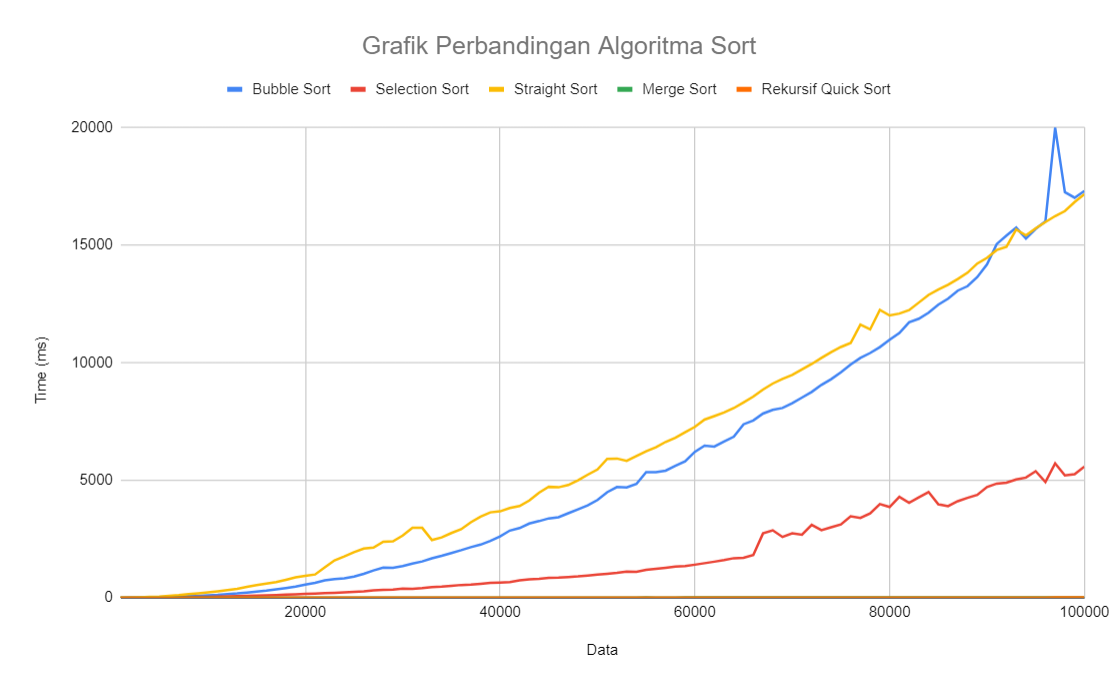 Grafik Perbandingan Algoritma Sort
Bubble Sort Selection Sort Straight Sort Merge Sort Rekursif Quick Sort
20000
15000
10000
5000
0
Time (ms)
20000 40000 60000 80000 100000
Data